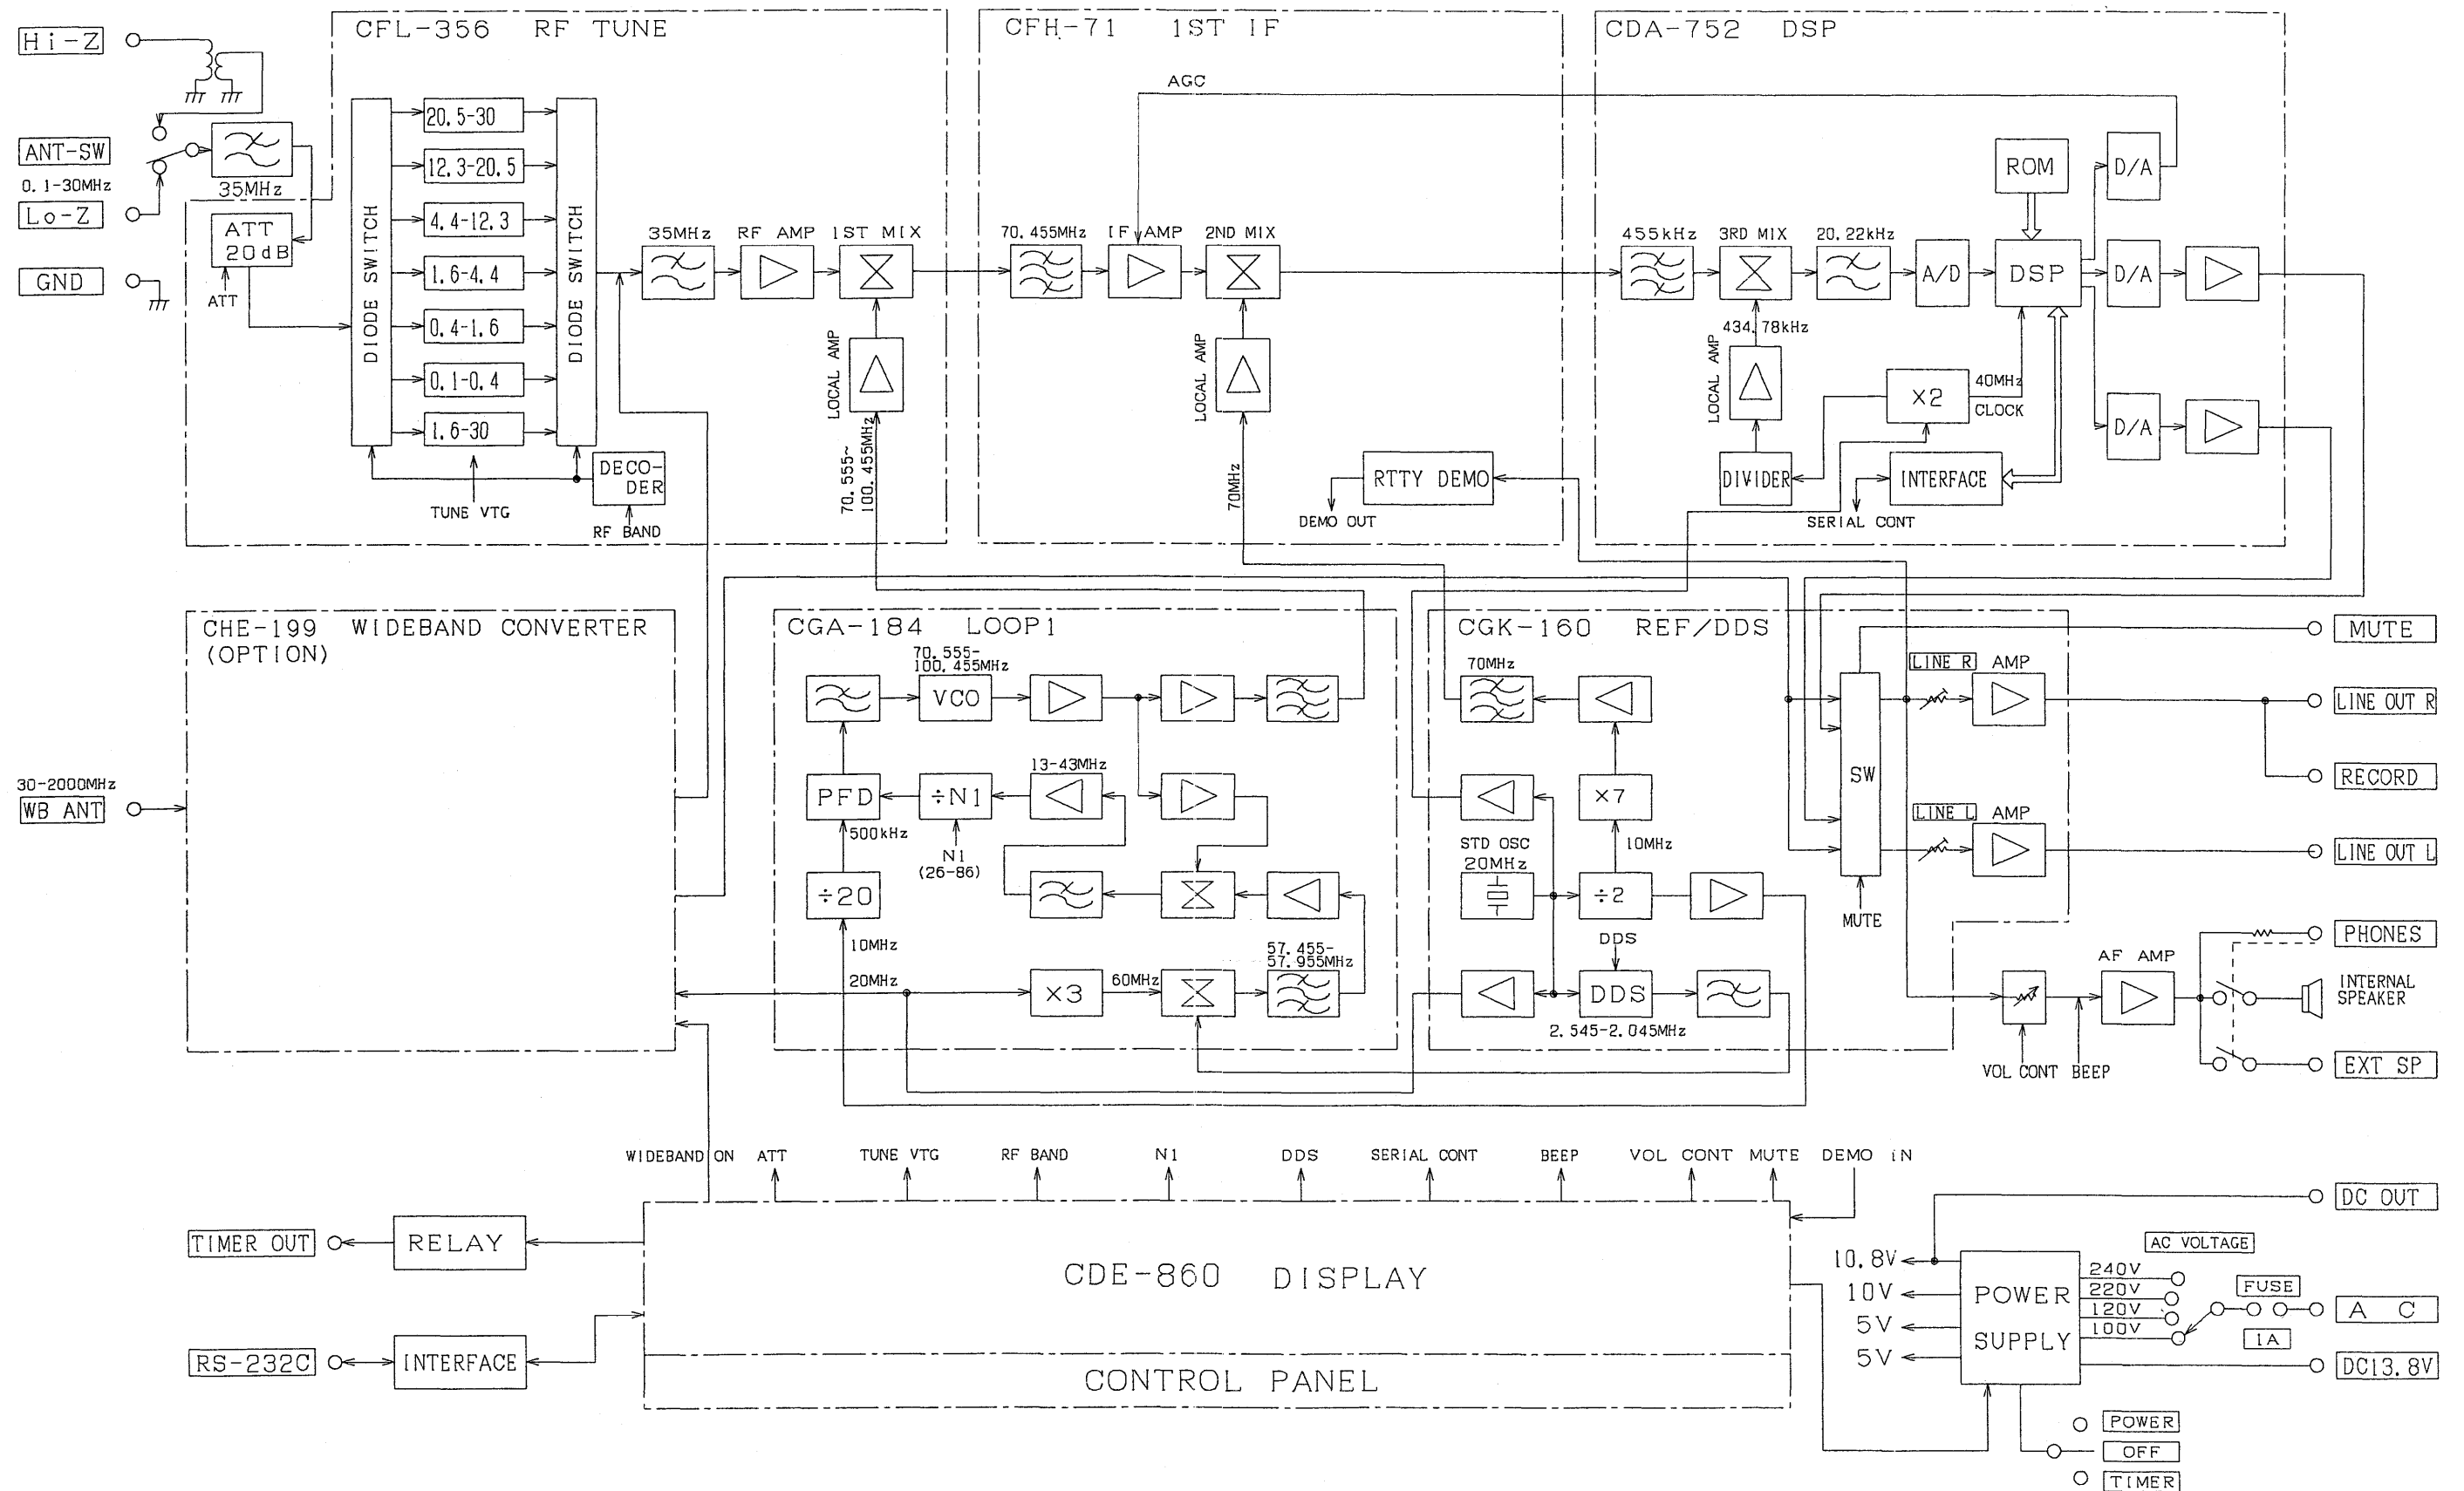 CFL-356 RF TUNE
CFH-71 1ST IF
CDA-752 DSP
Hi-Z
AGC
20.5-30
ANT-SW
0.1-30MHz
35MHz
Lo-Z
ATT
20dB
GND
ATT
DIODE SWITCH
12.3-20.5
4.4-12.3
1.6-4.4
0.4-1.6
0.1-0.4
1.6-30
DIODE SWITCH
35MHz
RF AMP
1ST MIX
LOCAL AMP
70.555~
100.455MHz
DECO-
DER
TUNE VTG
RF BAND
70.455MHz
IF AMP
2ND MIX
LOCAL AMP
70MHz
RTTY DEMO
DEMO OUT
ROM
D/A
455kHz
3RD MIX
20.22kHz
A/D
DSP
D/A
434.78kHz
LOCAL AMP
×2
40MHz
CLOCK
D/A
DIVIDER
INTERFACE
SERIAL CONT
CHE-199 WIDEBAND CONVERTER
(OPTION)
30-2000MHz
WB ANT
CGA-184 LOOP1
70.555-
100.455MHz
VCO
13-43MHz
PFD
÷N1
500kHz
N1
(26-86)
÷20
10MHz
20MHz
×3
60MHz
57.455-
57.955MHz
CGK-160 REF/DDS
70MHz
×7
STD OSC
20MHz
10MHz
÷2
DDS
DDS
2.545-2.045MHz
SW
MUTE
LINE R
AMP
LINE L
AMP
MUTE
LINE OUT R
RECORD
LINE OUT L
PHONES
AF AMP
INTERNAL
SPEAKER
EXT SP
VOL CONT
BEEP
WIDEBAND ON
ATT
TUNE VTG
RF BAND
N1
DDS
SERIAL CONT
BEEP
VOL CONT
MUTE
DEMO IN
TIMER OUT
RELAY
CDE-860 DISPLAY
RS-232C
INTERFACE
CONTROL PANEL
DC OUT
AC VOLTAGE
10.8V
10V
5V
5V
POWER
SUPPLY
240V
220V
120V
100V
FUSE
1A
A C
DC13.8V
POWER
OFF
TIMER